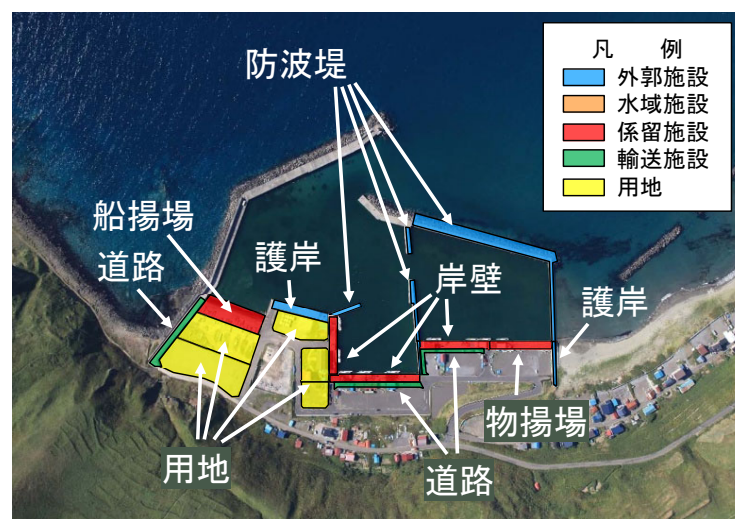 防波堤
凡 例
外郭施設
水域施設
係留施設
輸送施設
用地
船揚場
道路
護岸
岸壁
護岸
物揚場
用地
道路